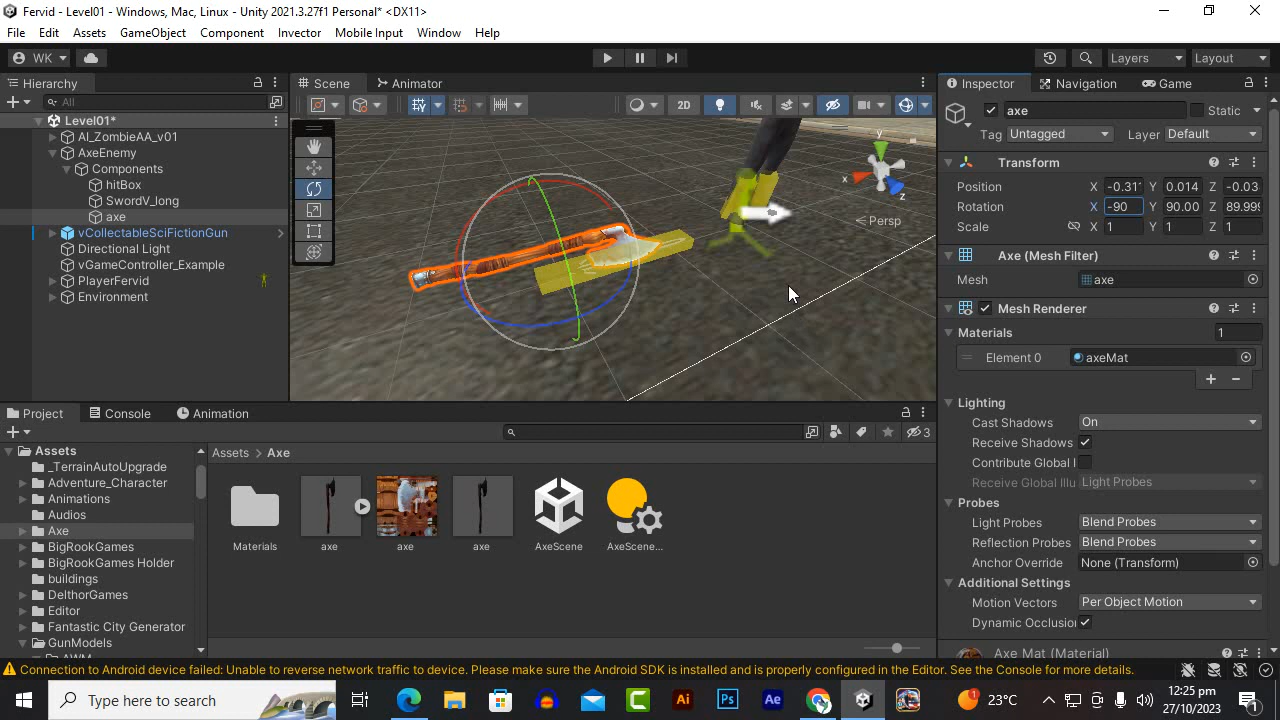 Fervid - Level01 - Windows, Mac, Linux - Unity 2021.3.27f1 Personal* <DX11>
File Edit Assets GameObject Component Invector Mobile Input Window Help
WK Layers Layout
Hierarchy
All
Level01*
AI_ZombieAA_v01
AxeEnemy
Components
hitBox
SwordV_long
axe
vCollectableSciFictionGun
Directional Light
vGameController_Example
PlayerFervid
Environment
Scene Animator
2D
y
x
z
Persp
Inspector Navigation Game
axe Static
Tag Untagged Layer Default
Transform
Position X -0.31 Y 0.014 Z -0.03
Rotation X -90 Y 90.00 Z 89.99
Scale X 1 Y 1 Z 1
Axe (Mesh Filter)
Mesh axe
Mesh Renderer
Materials 1
Element 0 axeMat
Lighting
Cast Shadows On
Receive Shadows
Contribute Global I
Receive Global Illu Light Probes
Probes
Light Probes Blend Probes
Reflection Probes Blend Probes
Anchor Override None (Transform)
Additional Settings
Motion Vectors Per Object Motion
Dynamic Occlusion
Axe Mat (Material)
Project Console Animation
3
Assets
_TerrainAutoUpgrade
Adventure_Character
Animations
Audios
Axe
BigRookGames
BigRookGames Holder
buildings
DelthorGames
Editor
Fantastic City Generator
GunModels
AWM
Assets > Axe
Materials axe axe axe AxeScene AxeScene...
Connection to Android device failed: Unable to reverse network traffic to device. Please make sure the Android SDK is installed and is properly configured in the Editor. See the Console for more details.
Type here to search
Ai Ps Ae
1 23°C
12:25 pm
27/10/2023
1